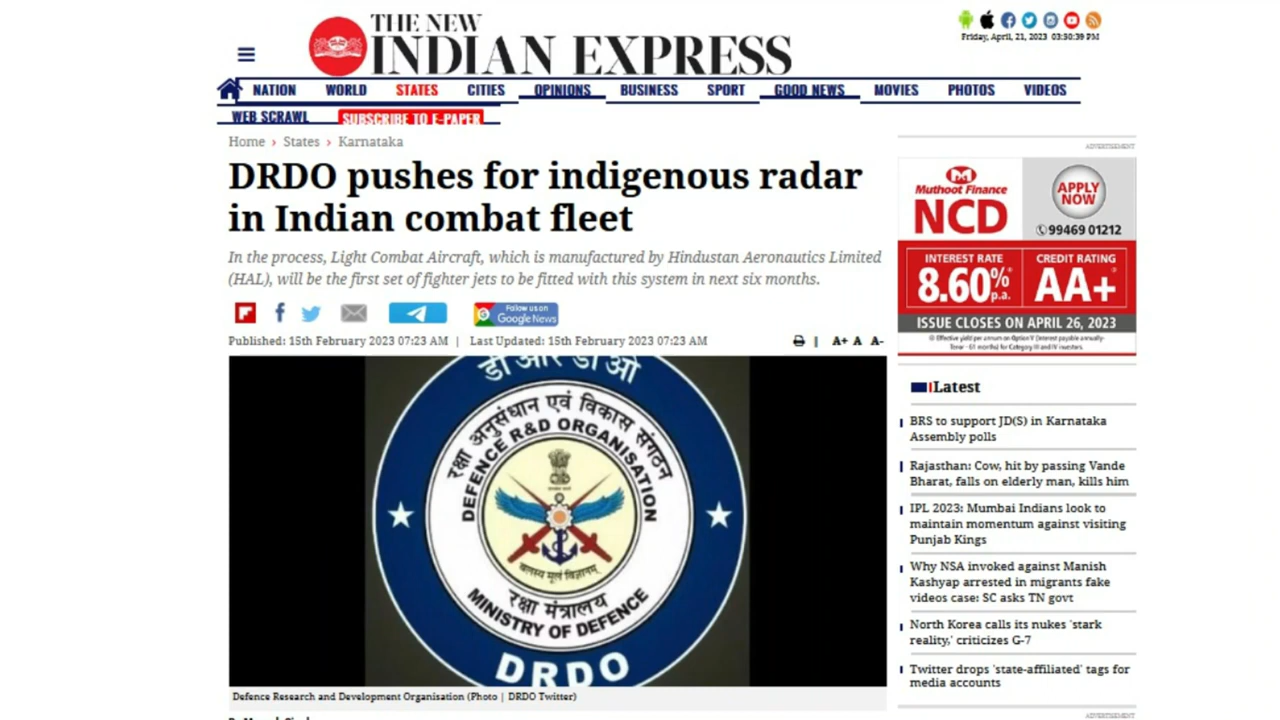 THE NEW
INDIAN EXPRESS
Friday, April, 21, 2023 03:30:39 PM
NATION WORLD STATES CITIES OPINIONS BUSINESS SPORT GOOD NEWS MOVIES PHOTOS VIDEOS
WEB SCRAWL SUBSCRIBE TO E-PAPER
Home › States › Karnataka
DRDO pushes for indigenous radar
in Indian combat fleet
In the process, Light Combat Aircraft, which is manufactured by Hindustan Aeronautics Limited
(HAL), will be the first set of fighter jets to be fitted with this system in next six months.
Follow us on
Google News
Published: 15th February 2023 07:23 AM | Last Updated: 15th February 2023 07:23 AM
A+ A A-
डी आर डी ओ
रक्षा अनुसंधान एवं विकास संगठन
DEFENCE R&D ORGANISATION
बलस्य मूलं विज्ञानम्
रक्षा मंत्रालय
MINISTRY OF DEFENCE
DRDO
Defence Research and Development Organisation (Photo | DRDO Twitter)
ADVERTISEMENT
Muthoot Finance
NCD
APPLY
NOW
99469 01212
INTEREST RATE
8.60%* p.a.
CREDIT RATING
AA+
ISSUE CLOSES ON APRIL 26, 2023
Latest
BRS to support JD(S) in Karnataka
Assembly polls
Rajasthan: Cow, hit by passing Vande
Bharat, falls on elderly man, kills him
IPL 2023: Mumbai Indians look to
maintain momentum against visiting
Punjab Kings
Why NSA invoked against Manish
Kashyap arrested in migrants fake
videos case: SC asks TN govt
North Korea calls its nukes 'stark
reality,' criticizes G-7
Twitter drops 'state-affiliated' tags for
media accounts
ADVERTISEMENT